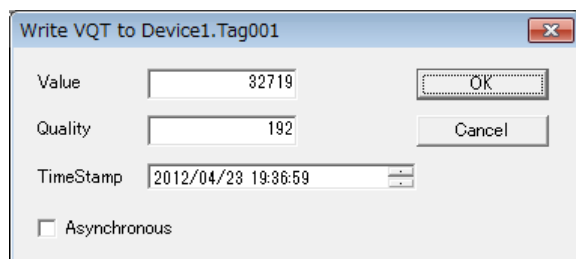 Write VQT to Device1.Tag001
Value 32719 OK
Quality 192 Cancel
TimeStamp 2012/04/23 19:36:59
Asynchronous